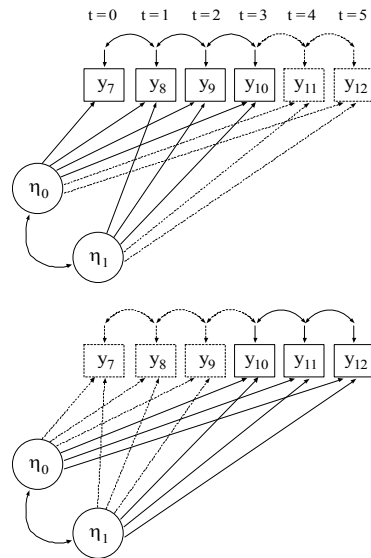 t = 0 t = 1 t = 2 t = 3 t = 4 t = 5
y₇ y₈ y₉ y₁₀ y₁₁ y₁₂
η₀
η₁
y₇ y₈ y₉ y₁₀ y₁₁ y₁₂
η₀
η₁